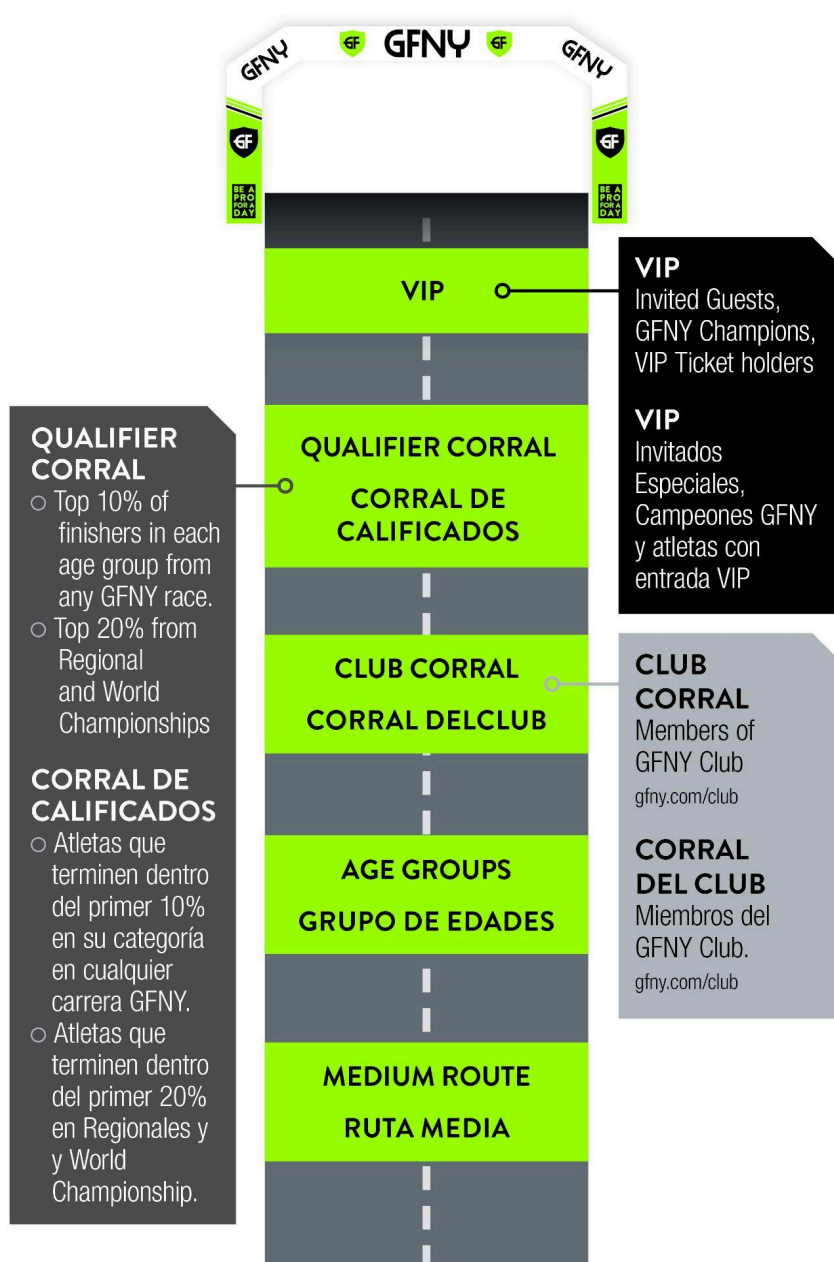 GFNY
GF
GFNY
GF
GFNY
GF
GF
BE A
PRO
FOR A
DAY
BE A
PRO
FOR A
DAY
VIP
VIP
Invited Guests,
GFNY Champions,
VIP Ticket holders
VIP
Invitados
Especiales,
Campeones GFNY
y atletas con
entrada VIP
QUALIFIER CORRAL
CORRAL DE
CALIFICADOS
QUALIFIER
CORRAL
Top 10% of
finishers in each
age group from
any GFNY race.
Top 20% from
Regional
and World
Championships
CORRAL DE
CALIFICADOS
Atletas que
terminen dentro
del primer 10%
en su categoría
en cualquier
carrera GFNY.
Atletas que
terminen dentro
del primer 20%
en Regionales y
y World
Championship.
CLUB CORRAL
CORRAL DELCLUB
CLUB
CORRAL
Members of
GFNY Club
gfny.com/club
CORRAL
DEL CLUB
Miembros del
GFNY Club.
gfny.com/club
AGE GROUPS
GRUPO DE EDADES
MEDIUM ROUTE
RUTA MEDIA